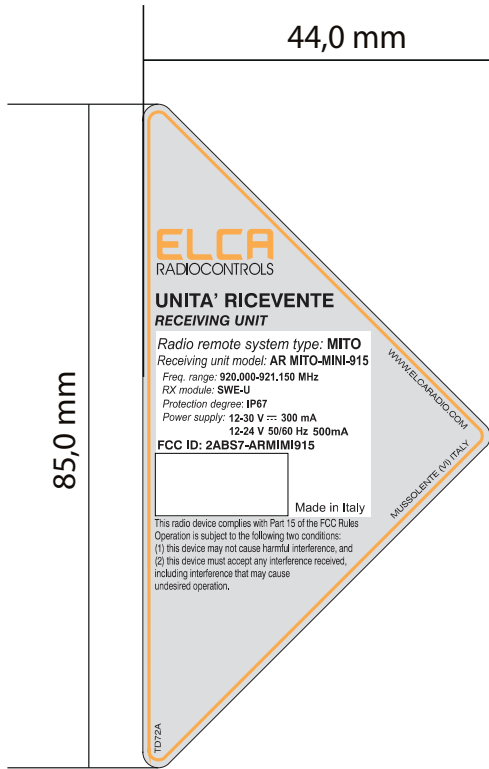 44,0 mm
85,0 mm
ELCA
RADIOCONTROLS
UNITA' RICEVENTE
RECEIVING UNIT
Radio remote system type: MITO
Receiving unit model: AR MITO-MINI-915
Freq. range: 920.000-921.150 MHz
RX module: SWE-U
Protection degree: IP67
Power supply: 12-30 V ⎓ 300 mA
12-24 V 50/60 Hz 500mA
FCC ID: 2ABS7-ARMIMI915
Made in Italy
This radio device complies with Part 15 of the FCC Rules
Operation is subject to the following two conditions:
(1) this device may not cause harmful interference, and
(2) this device must accept any interference received,
including interference that may cause
undesired operation.
WWW.ELCARADIO.COM
MUSSOLENTE (VI) ITALY
TD72A